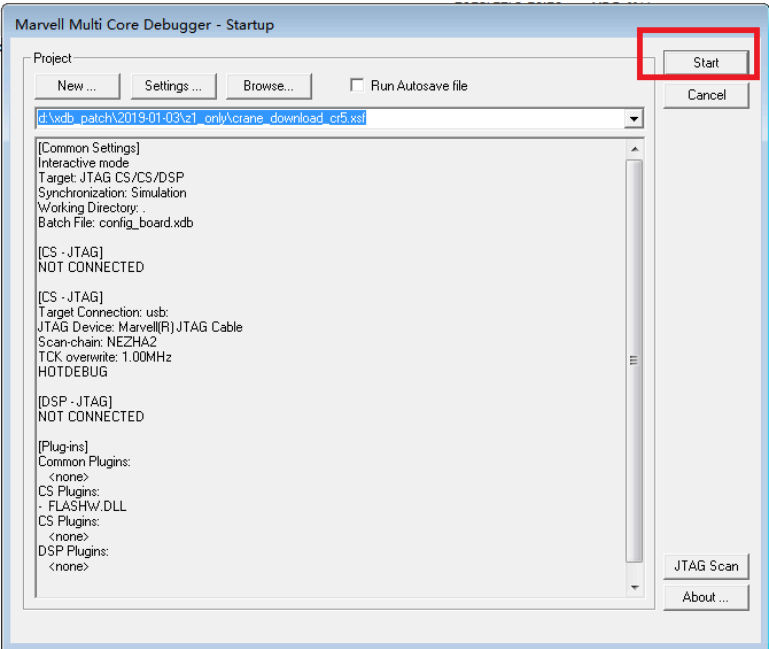 Marvell Multi Core Debugger - Startup
Project
New ...
Settings ...
Browse...
Run Autosave file
Start
Cancel
d:\xdb_patch\2019-01-03\z1_only\crane_download_cr5.xsf
[Common Settings]
Interactive mode
Target: JTAG CS/CS/DSP
Synchronization: Simulation
Working Directory: .
Batch File: config_board.xdb
[CS - JTAG]
NOT CONNECTED
[CS - JTAG]
Target Connection: usb:
JTAG Device: Marvell(R) JTAG Cable
Scan-chain: NEZHA2
TCK overwrite: 1.00MHz
HOTDEBUG
[DSP - JTAG]
NOT CONNECTED
[Plug-ins]
Common Plugins:
<none>
CS Plugins:
- FLASHW.DLL
CS Plugins:
<none>
DSP Plugins:
<none>
JTAG Scan
About ...